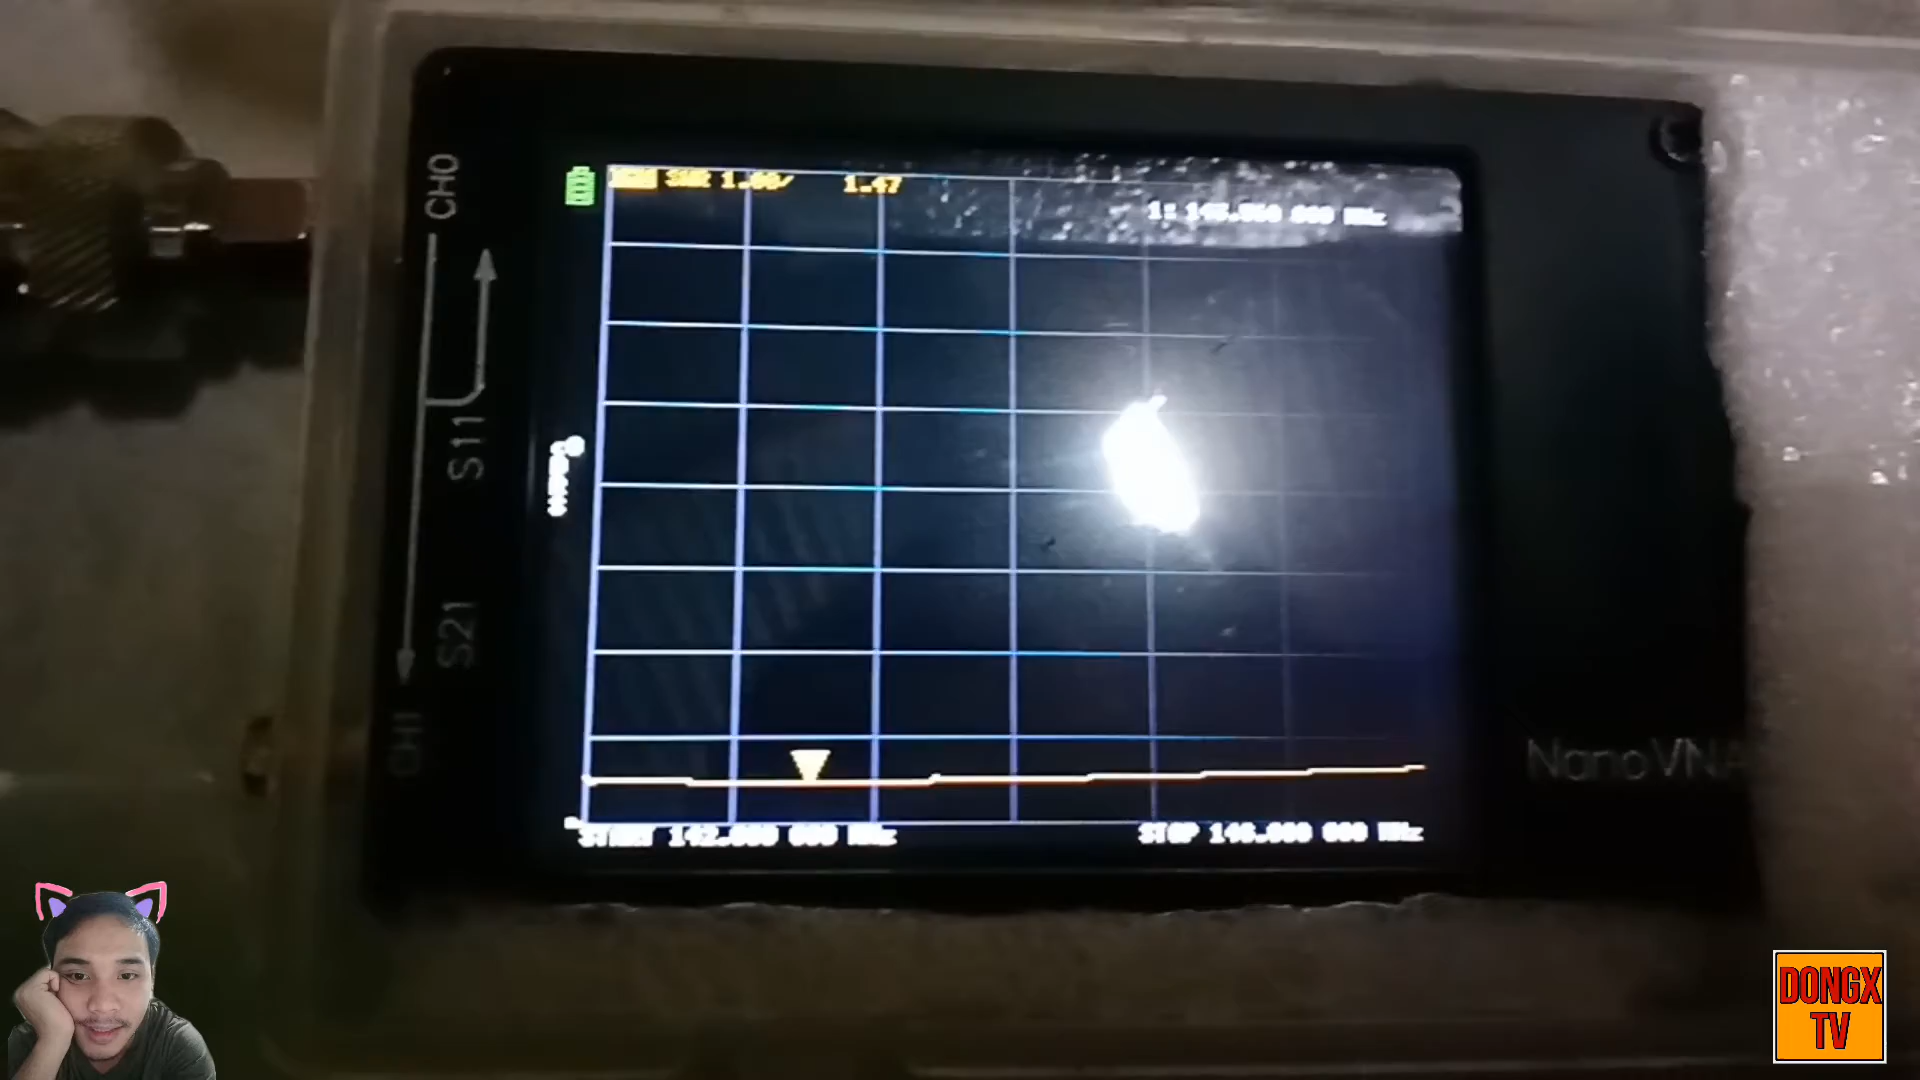 SWR 1.00/ 1.47
CH0
S11
S21
CH1
NanoVNA
START 142.000 000 MHz
STOP 146.000 000 MHz
DONGX
TV